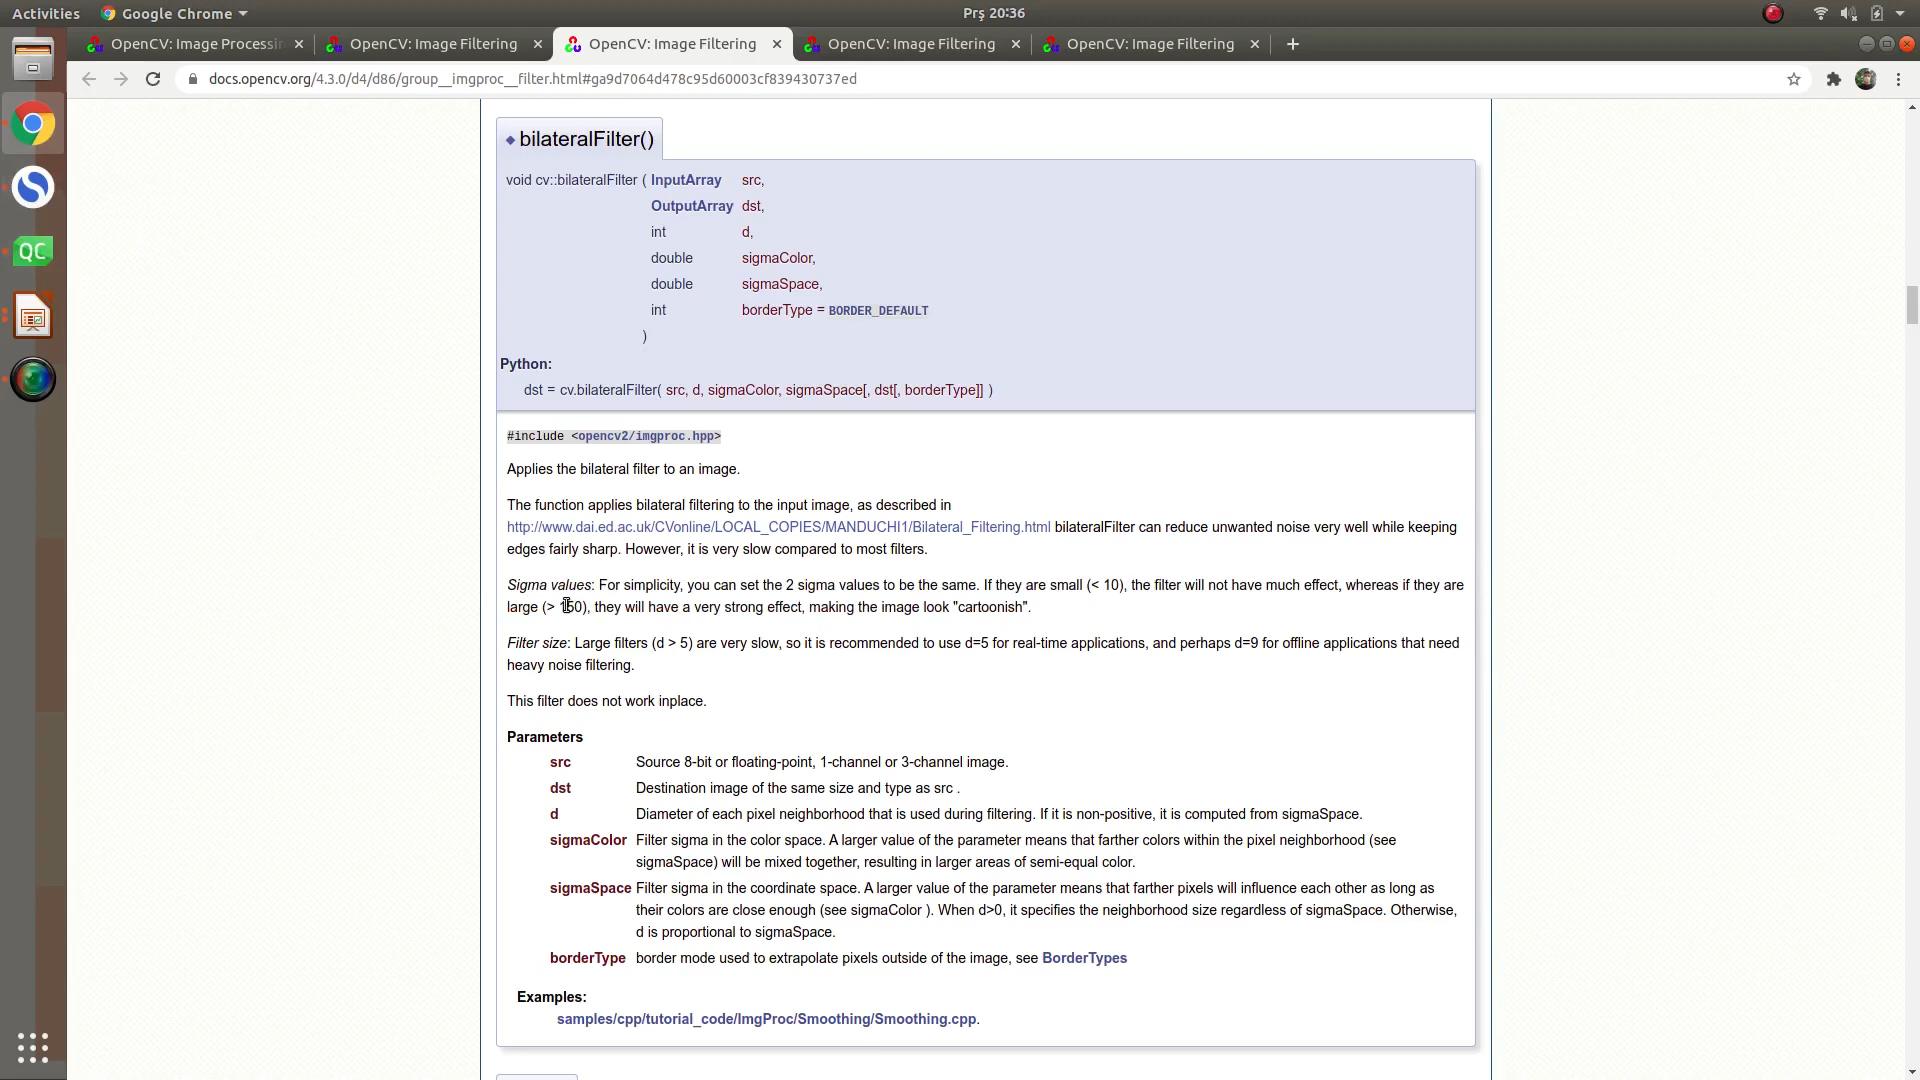 Activities
Google Chrome
Prş 20:36
OpenCV: Image Processin
OpenCV: Image Filtering
OpenCV: Image Filtering
OpenCV: Image Filtering
OpenCV: Image Filtering
docs.opencv.org/4.3.0/d4/d86/group__imgproc__filter.html#ga9d7064d478c95d60003cf839430737ed
QC
◆ bilateralFilter()
void cv::bilateralFilter ( InputArray src,
OutputArray dst,
int d,
double sigmaColor,
double sigmaSpace,
int borderType = BORDER_DEFAULT
)
Python:
dst = cv.bilateralFilter( src, d, sigmaColor, sigmaSpace[, dst[, borderType]] )
#include <opencv2/imgproc.hpp>
Applies the bilateral filter to an image.
The function applies bilateral filtering to the input image, as described in
http://www.dai.ed.ac.uk/CVonline/LOCAL_COPIES/MANDUCHI1/Bilateral_Filtering.html bilateralFilter can reduce unwanted noise very well while keeping
edges fairly sharp. However, it is very slow compared to most filters.
Sigma values: For simplicity, you can set the 2 sigma values to be the same. If they are small (< 10), the filter will not have much effect, whereas if they are
large (> 150), they will have a very strong effect, making the image look "cartoonish".
Filter size: Large filters (d > 5) are very slow, so it is recommended to use d=5 for real-time applications, and perhaps d=9 for offline applications that need
heavy noise filtering.
This filter does not work inplace.
Parameters
src Source 8-bit or floating-point, 1-channel or 3-channel image.
dst Destination image of the same size and type as src .
d Diameter of each pixel neighborhood that is used during filtering. If it is non-positive, it is computed from sigmaSpace.
sigmaColor Filter sigma in the color space. A larger value of the parameter means that farther colors within the pixel neighborhood (see
sigmaSpace) will be mixed together, resulting in larger areas of semi-equal color.
sigmaSpace Filter sigma in the coordinate space. A larger value of the parameter means that farther pixels will influence each other as long as
their colors are close enough (see sigmaColor ). When d>0, it specifies the neighborhood size regardless of sigmaSpace. Otherwise,
d is proportional to sigmaSpace.
borderType border mode used to extrapolate pixels outside of the image, see BorderTypes
Examples:
samples/cpp/tutorial_code/ImgProc/Smoothing/Smoothing.cpp.